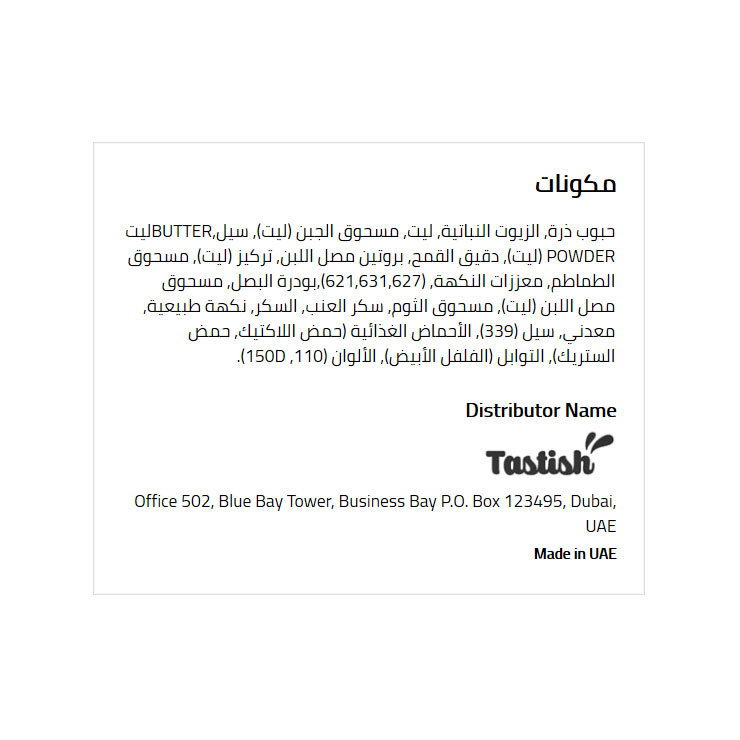 مكونات
حبوب ذرة, الزيوت النباتية, ليت, مسحوق الجبن (ليت), سيل,BUTTERليت
POWDER (ليت), دقيق القمح, بروتين مصل اللبن, تركيز (ليت), مسحوق
الطماطم, معززات النكهة, (621,631,627),بودرة البصل, مسحوق
مصل اللبن (ليت), مسحوق الثوم, سكر العنب, السكر, نكهة طبيعية,
معدني, سيل (339), الأحماض الغذائية (حمض اللاكتيك, حمض
الستريك), التوابل (الفلفل الأبيض), الألوان (110, 150D).
Distributor Name
Tastish
Office 502, Blue Bay Tower, Business Bay P.O. Box 123495, Dubai,
UAE
Made in UAE